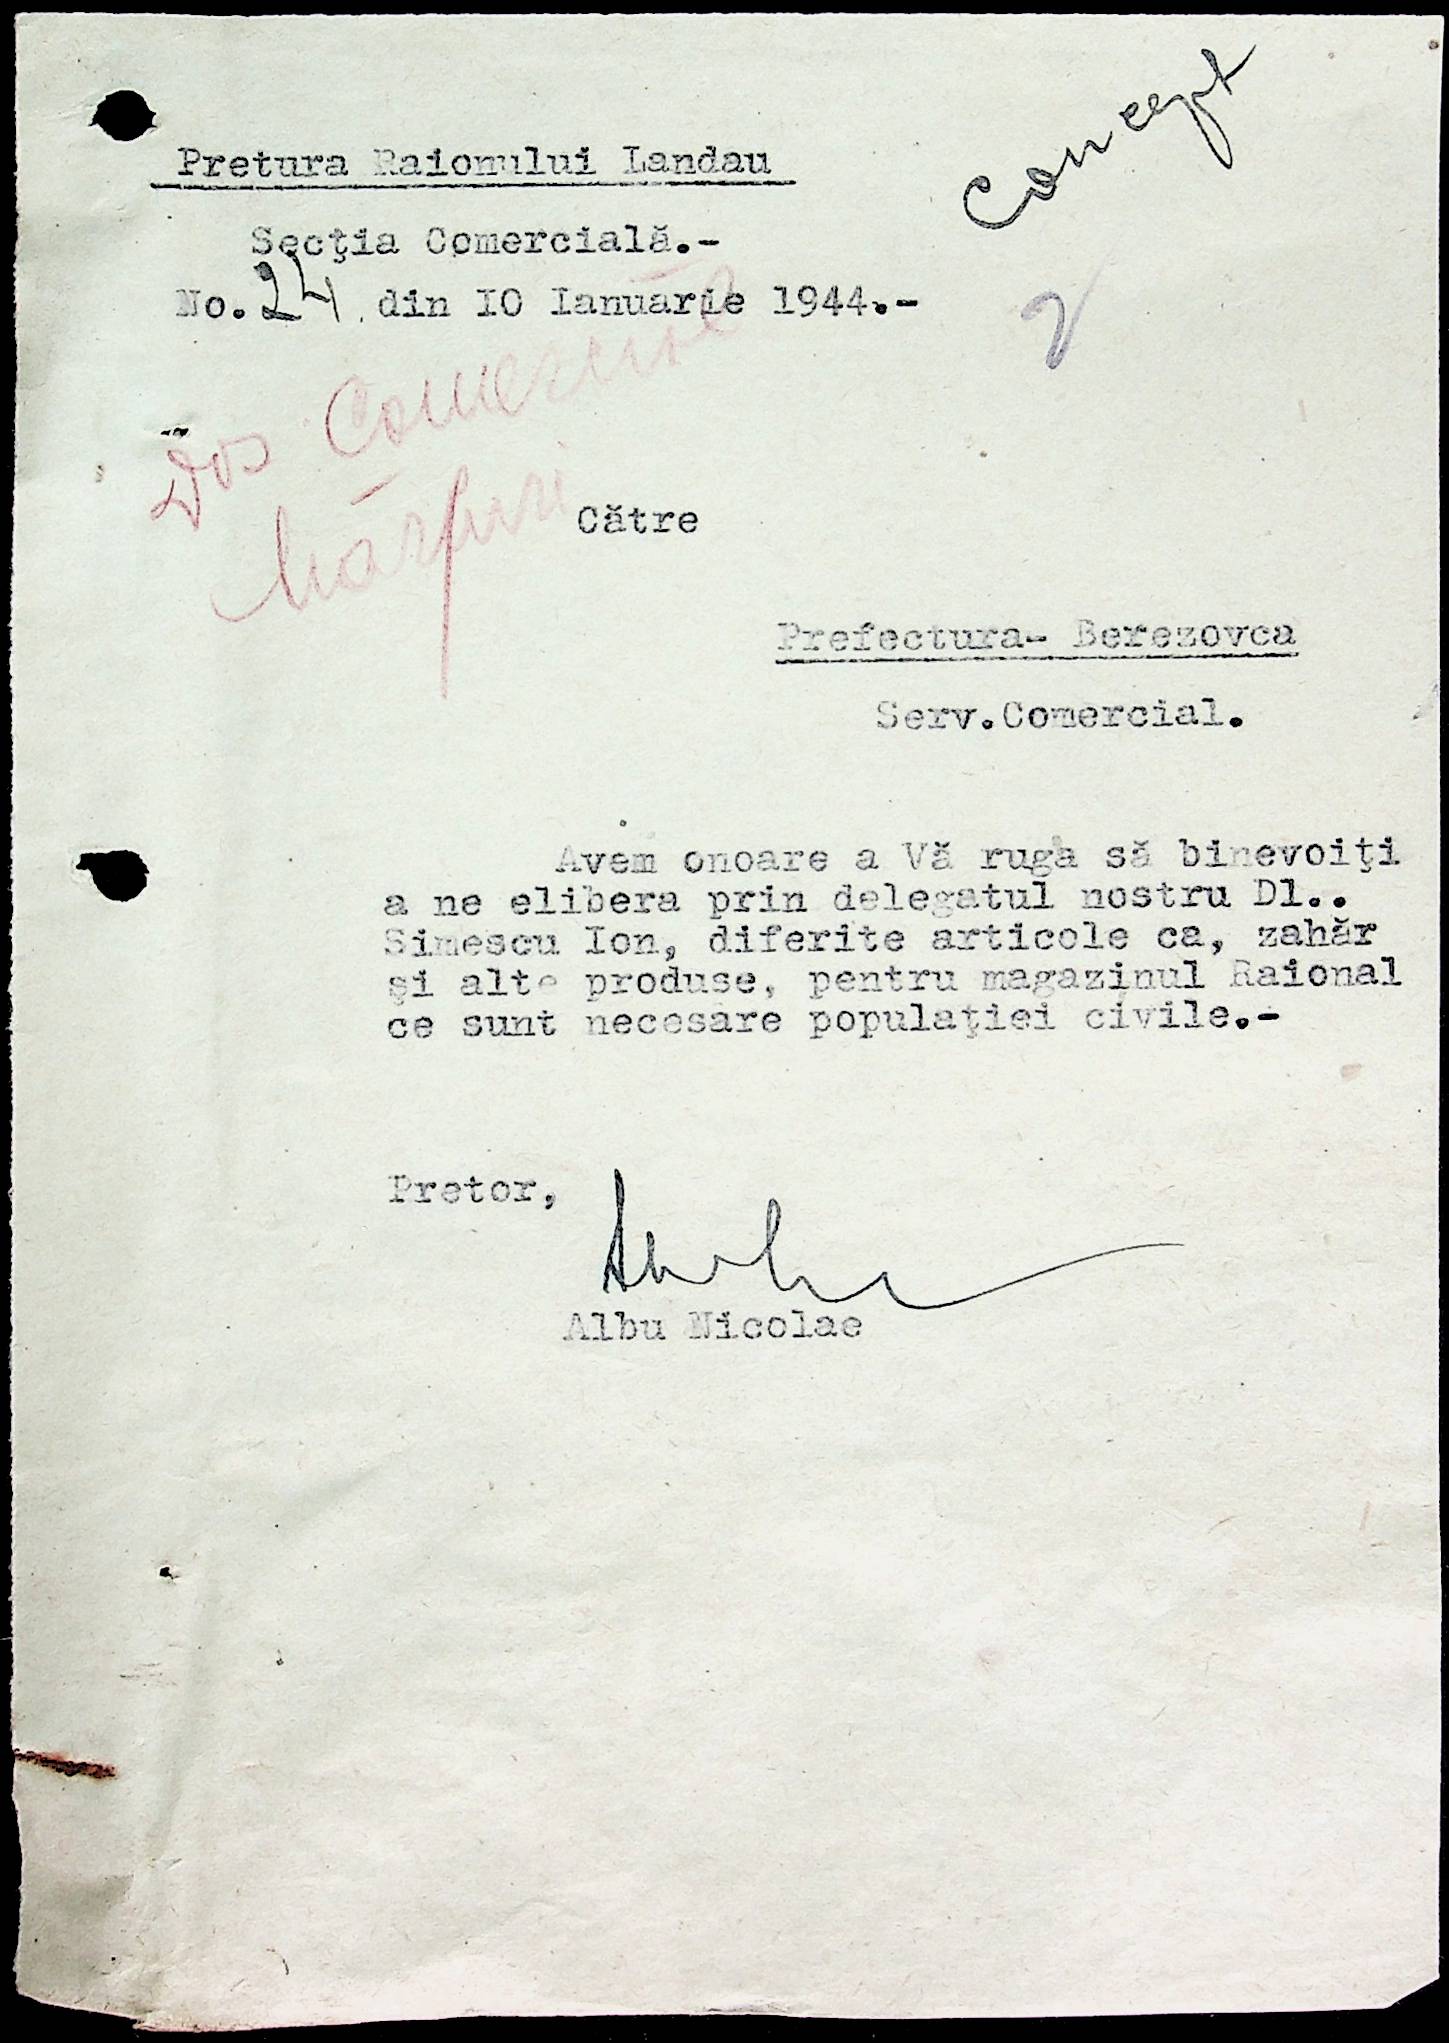 Concept
Pretura Raionului Landau
Secţia Comercială.-
No. 24 din IO Ianuarie 1944.-
Dos Comercial
Mărfuri
Către
Prefectura- Berezovca
Serv.Comercial.
Avem onoare a Vă ruga să binevoiţi
a ne elibera prin delegatul nostru Dl..
Simescu Ion, diferite articole ca, zahăr
şi alte produse, pentru magazinul Raional
ce sunt necesare populaţiei civile.-
Pretor,
Albu Nicolae